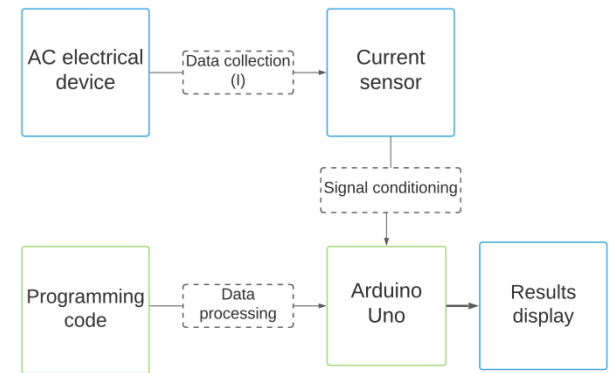 AC electrical
device
Data collection
(I)
Current
sensor
Signal conditioning
Programming
code
Data
processing
Arduino
Uno
Results
display